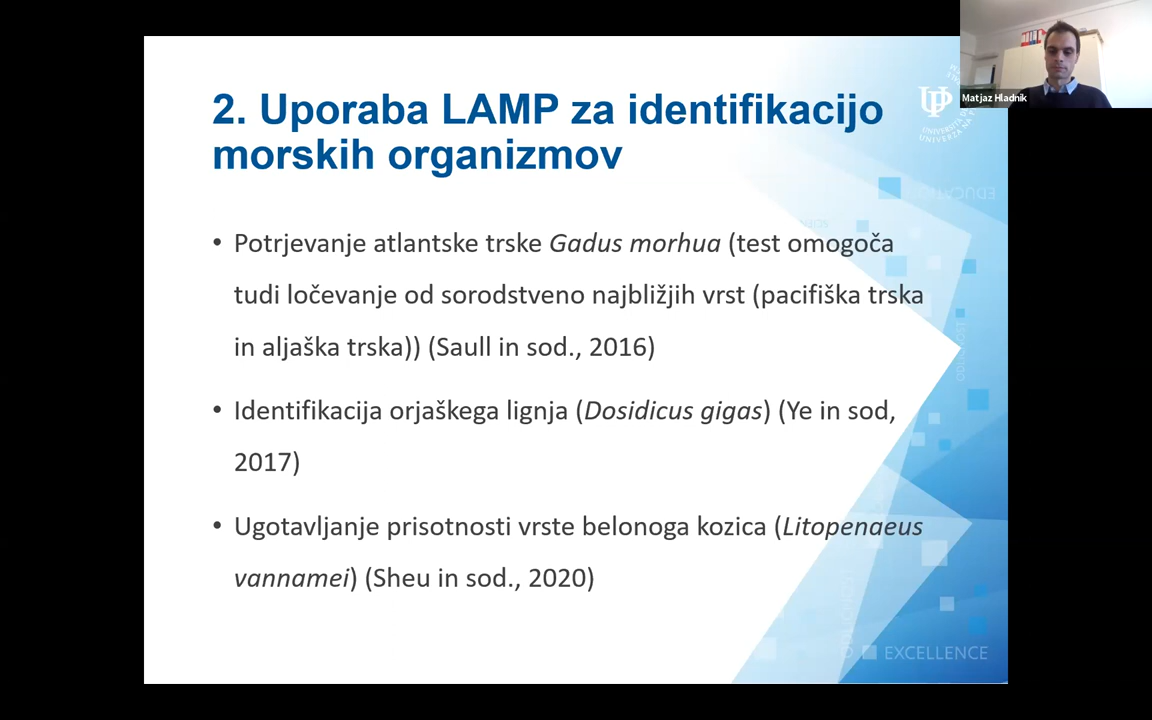 2. Uporaba LAMP za identifikacijo
morskih organizmov
• Potrjevanje atlantske trske Gadus morhua (test omogoča
tudi ločevanje od sorodstveno najbližjih vrst (pacifiška trska
in aljaška trska)) (Saull in sod., 2016)
• Identifikacija orjaškega lignja (Dosidicus gigas) (Ye in sod,
2017)
• Ugotavljanje prisotnosti vrste belonoga kozica (Litopenaeus
vannamei) (Sheu in sod., 2020)
Matjaz Hladnik
UP
EXCELLENCE